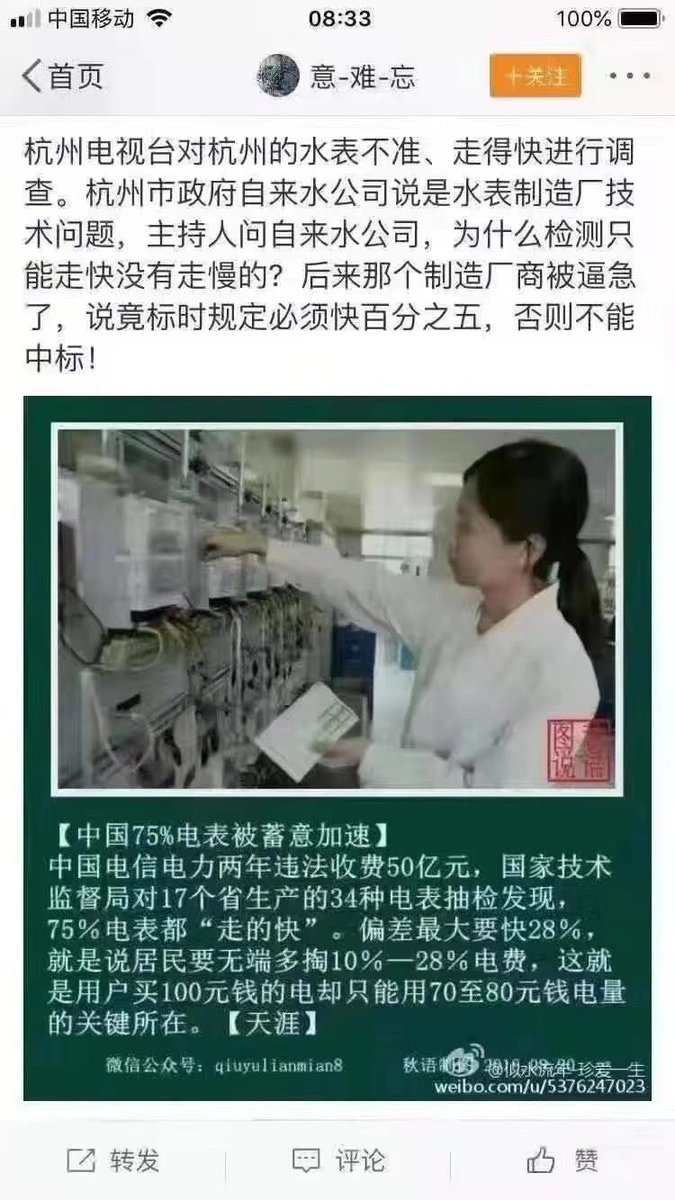 中国移动
08:33
100%
首页
意-难-忘
十关注
杭州电视台对杭州的水表不准、走得快进行调
查。杭州市政府自来水公司说是水表制造厂技
术问题，主持人问自来水公司，为什么检测只
能走快没有走慢的？后来那个制造厂商被逼急
了，说竟标时规定必须快百分之五，否则不能
中标！
【中国75%电表被蓄意加速】
中国电信电力两年违法收费50亿元，国家技术
监督局对17个省生产的34种电表抽检发现，
75%电表都“走的快”。偏差最大要快28%，
就是说居民要无端多掏10%—28%电费，这就
是用户买100元钱的电却只能用70至80元钱电量
的关键所在。【天涯】
微信公众号：qiuyulianmian8
秋语制
@似水流年-珍爱一生
weibo.com/u/5376247023
转发
评论
赞